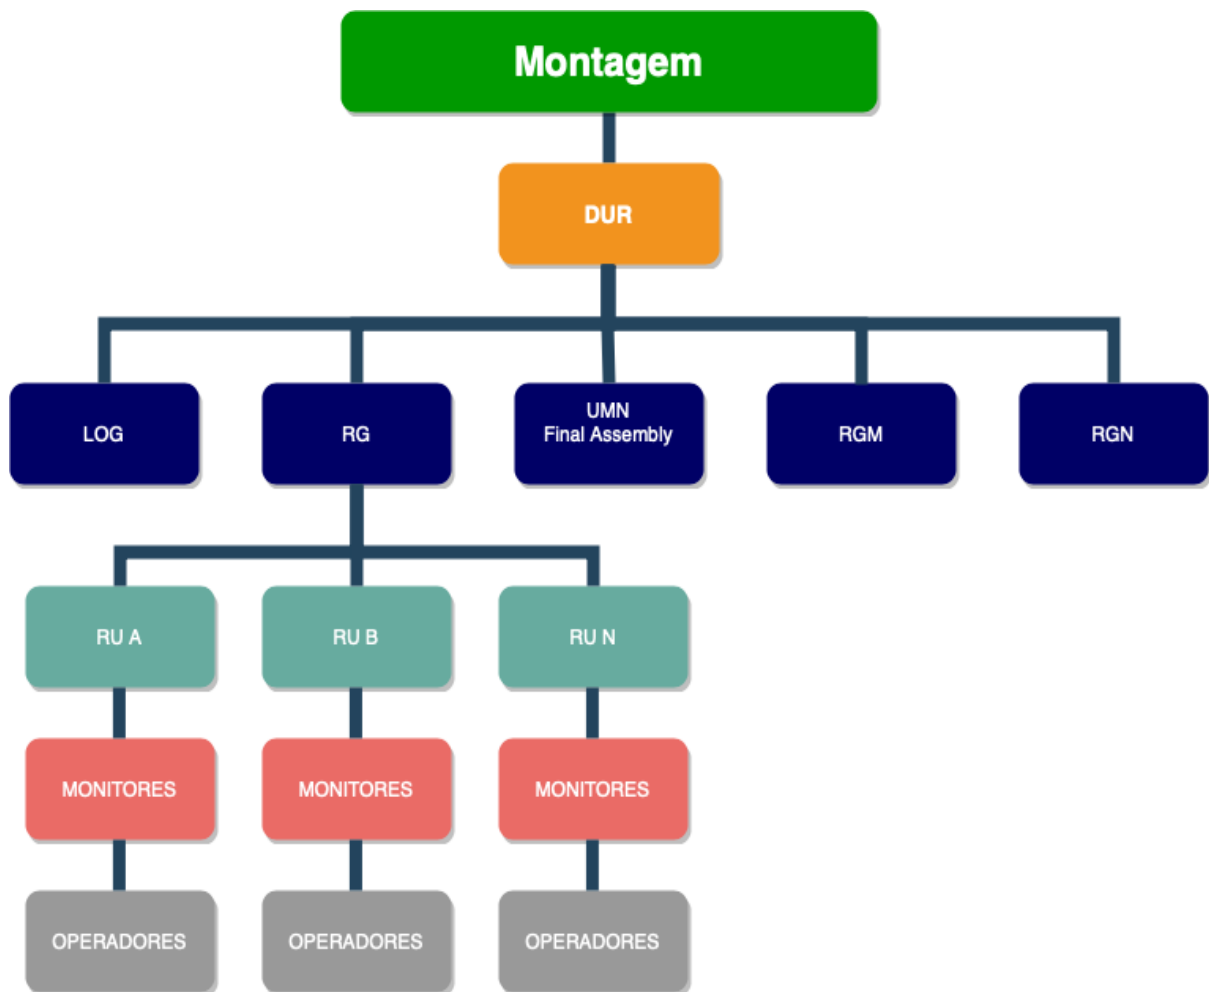 Montagem
DUR
LOG
RG
UMN
Final Assembly
RGM
RGN
RU A
RU B
RU N
MONITORES
MONITORES
MONITORES
OPERADORES
OPERADORES
OPERADORES